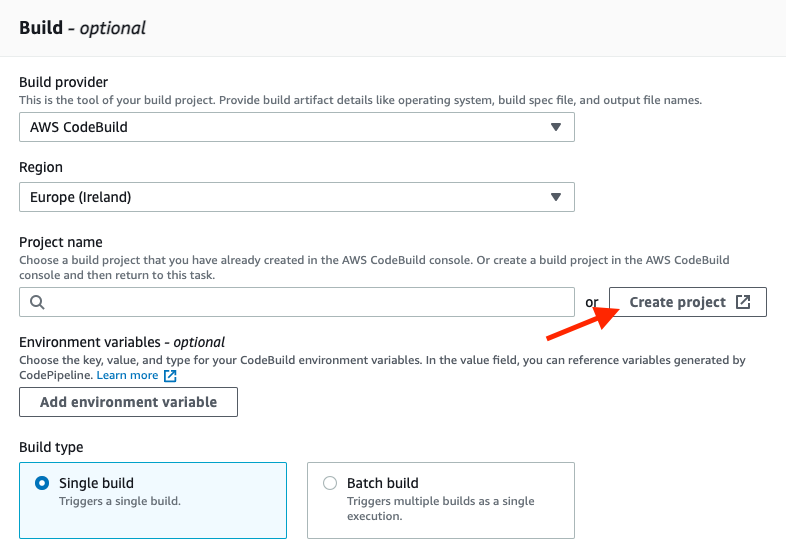 Build - optional
Build provider
This is the tool of your build project. Provide build artifact details like operating system, build spec file, and output file names.
AWS CodeBuild
Region
Europe (Ireland)
Project name
Choose a build project that you have already created in the AWS CodeBuild console. Or create a build project in the AWS CodeBuild
console and then return to this task.
or Create project
Environment variables - optional
Choose the key, value, and type for your CodeBuild environment variables. In the value field, you can reference variables generated by
CodePipeline. Learn more
Add environment variable
Build type
Single build
Triggers a single build.
Batch build
Triggers multiple builds as a single
execution.